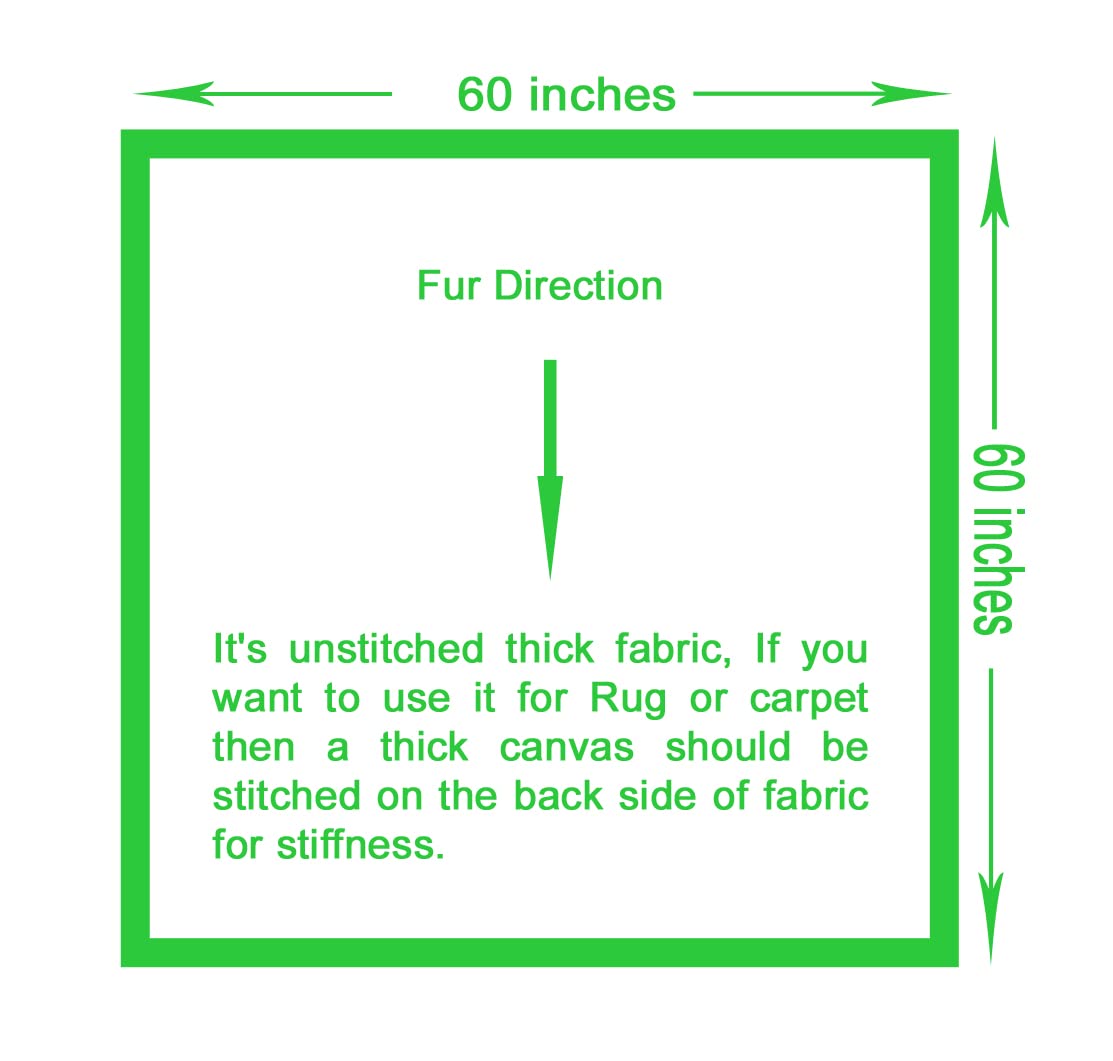 60 inches
Fur Direction
60 inches
It's unstitched thick fabric, If you
want to use it for Rug or carpet
then a thick canvas should be
stitched on the back side of fabric
for stiffness.